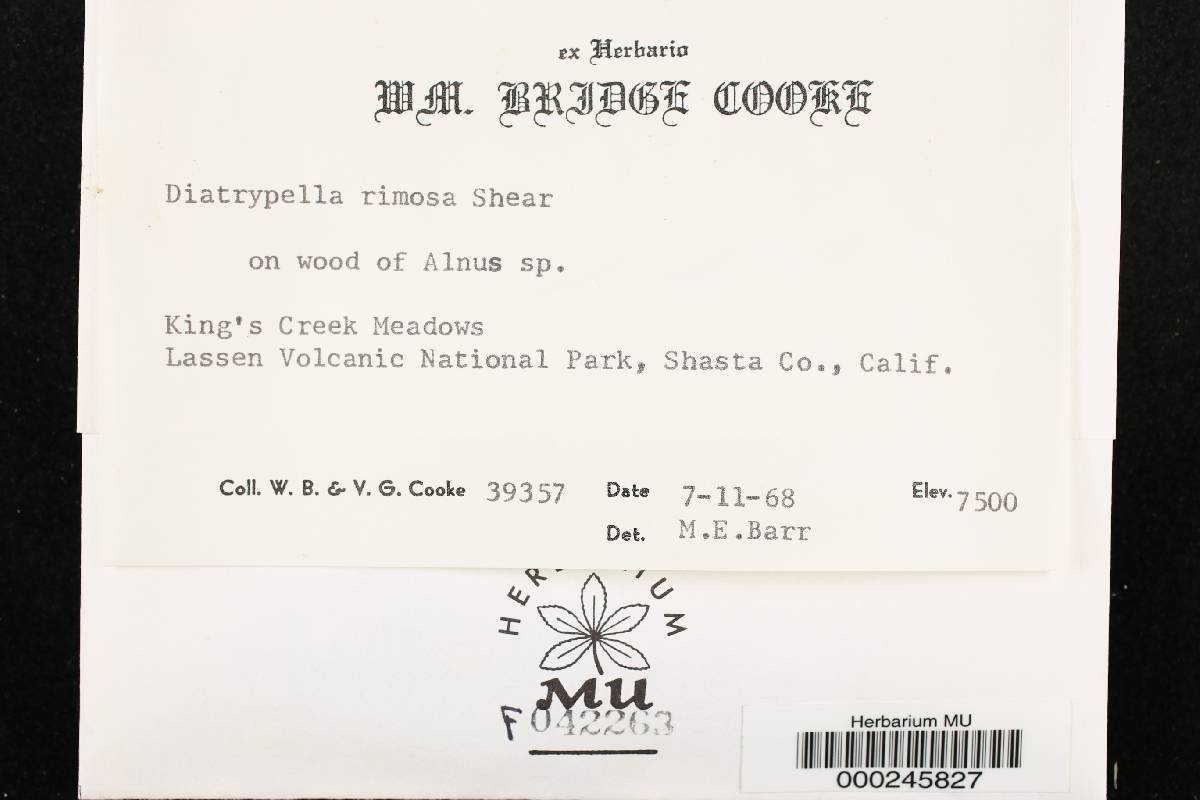 ex Herbario
WM. BRIDGE COOKE
Diatrypella rimosa Shear
on wood of Alnus sp.
King's Creek Meadows
Lassen Volcanic National Park, Shasta Co., Calif.
Coll. W. B. & V. G. Cooke 39357 Date 7-11-68 Elev. 7500
Det. M.E.Barr
MU
F042263
Herbarium MU
000245827